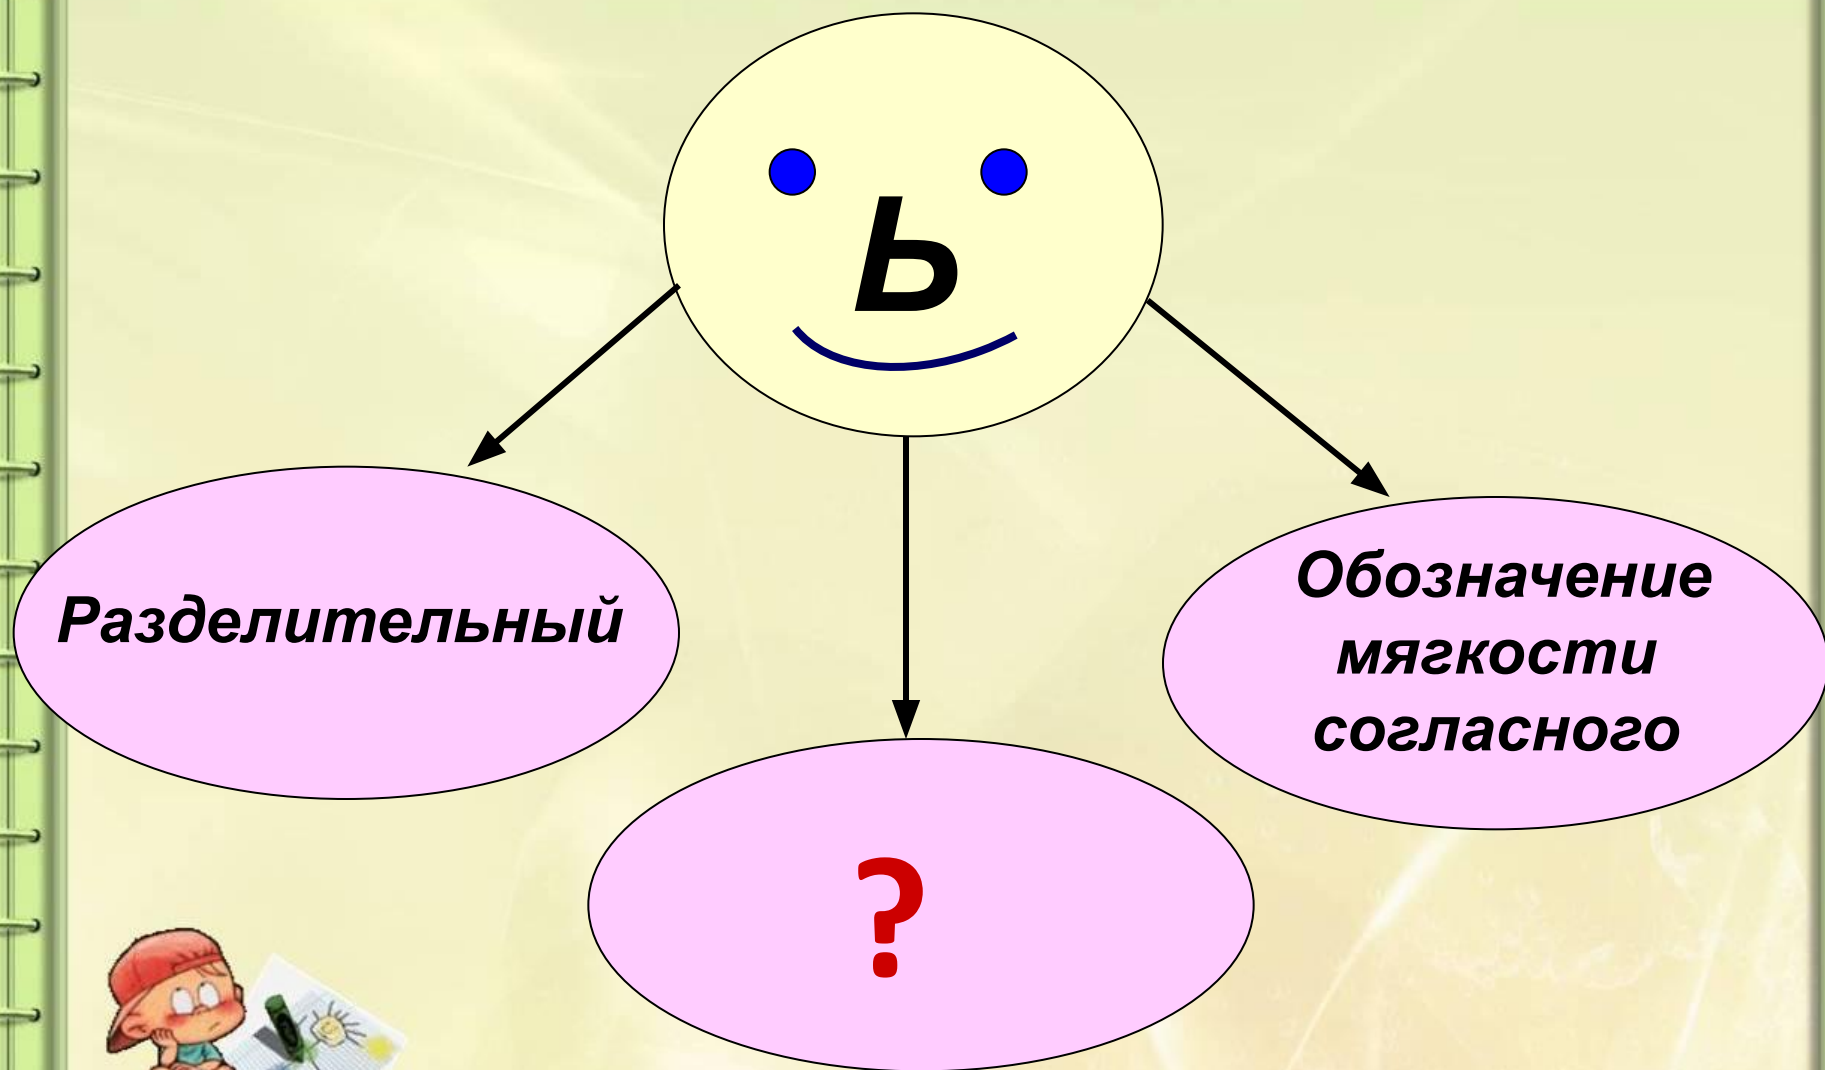 ь
Разделительный
Обозначение
мягкости
согласного
?